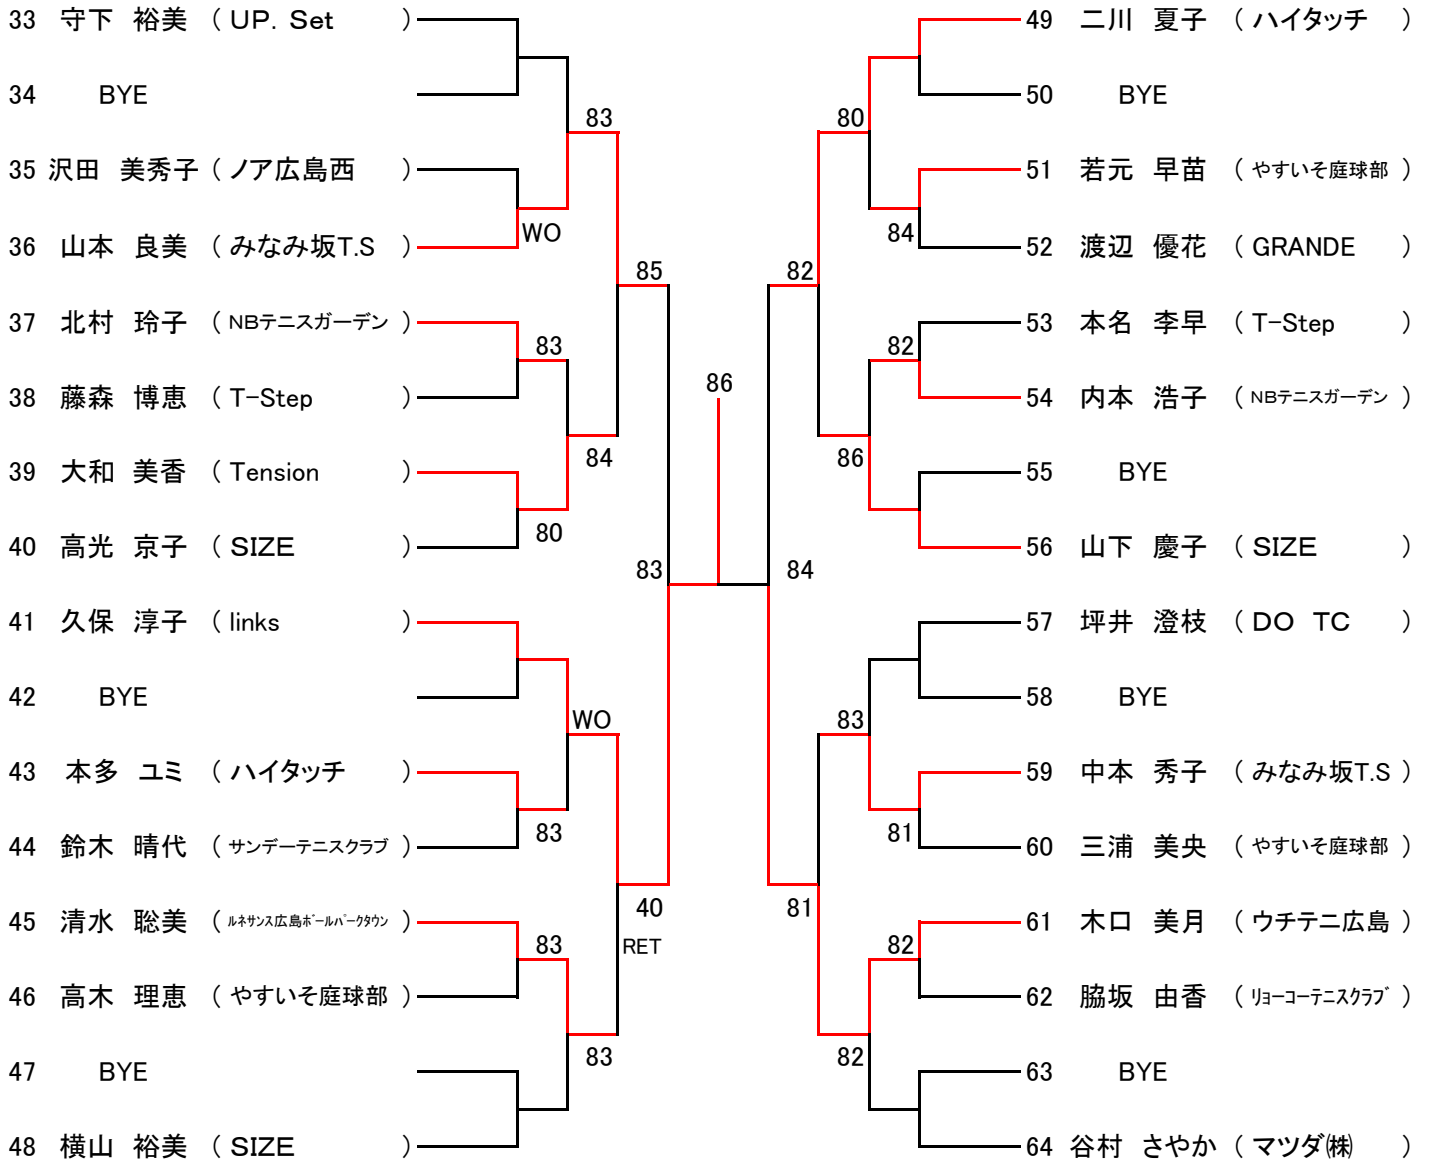 33 守下 裕美 （ UP. Set ）
34 BYE
83
35 沢田 美秀子 （ ノア広島西 ）
WO
36 山本 良美 （ みなみ坂T.S ）
85
37 北村 玲子 （ NBテニスガーデン ）
83
38 藤森 博恵 （ T-Step ）
84
39 大和 美香 （ Tension ）
80
40 高光 京子 （ SIZE ）
83
41 久保 淳子 （ links ）
42 BYE
WO
43 本多 ユミ （ ハイタッチ ）
83
44 鈴木 晴代 （ サンデーテニスクラブ ）
40
RET
45 清水 聡美 （ ﾙﾈｻﾝｽ広島ﾎﾞｰﾙﾊﾟｰｸﾀｳﾝ ）
83
46 高木 理恵 （ やすいそ庭球部 ）
83
47 BYE
48 横山 裕美 （ SIZE ）
86
49 二川 夏子 （ ハイタッチ ）
50 BYE
80
51 若元 早苗 （ やすいそ庭球部 ）
84
52 渡辺 優花 （ GRANDE ）
82
53 本名 李早 （ T-Step ）
82
54 内本 浩子 （ NBテニスガーデン ）
86
55 BYE
56 山下 慶子 （ SIZE ）
84
57 坪井 澄枝 （ DO TC ）
58 BYE
83
59 中本 秀子 （ みなみ坂T.S ）
81
60 三浦 美央 （ やすいそ庭球部 ）
81
61 木口 美月 （ ウチテニ広島 ）
82
62 脇坂 由香 （ ﾘｮｰｺｰﾃﾆｽｸﾗﾌﾞ ）
82
63 BYE
64 谷村 さやか （ マツダ㈱ ）